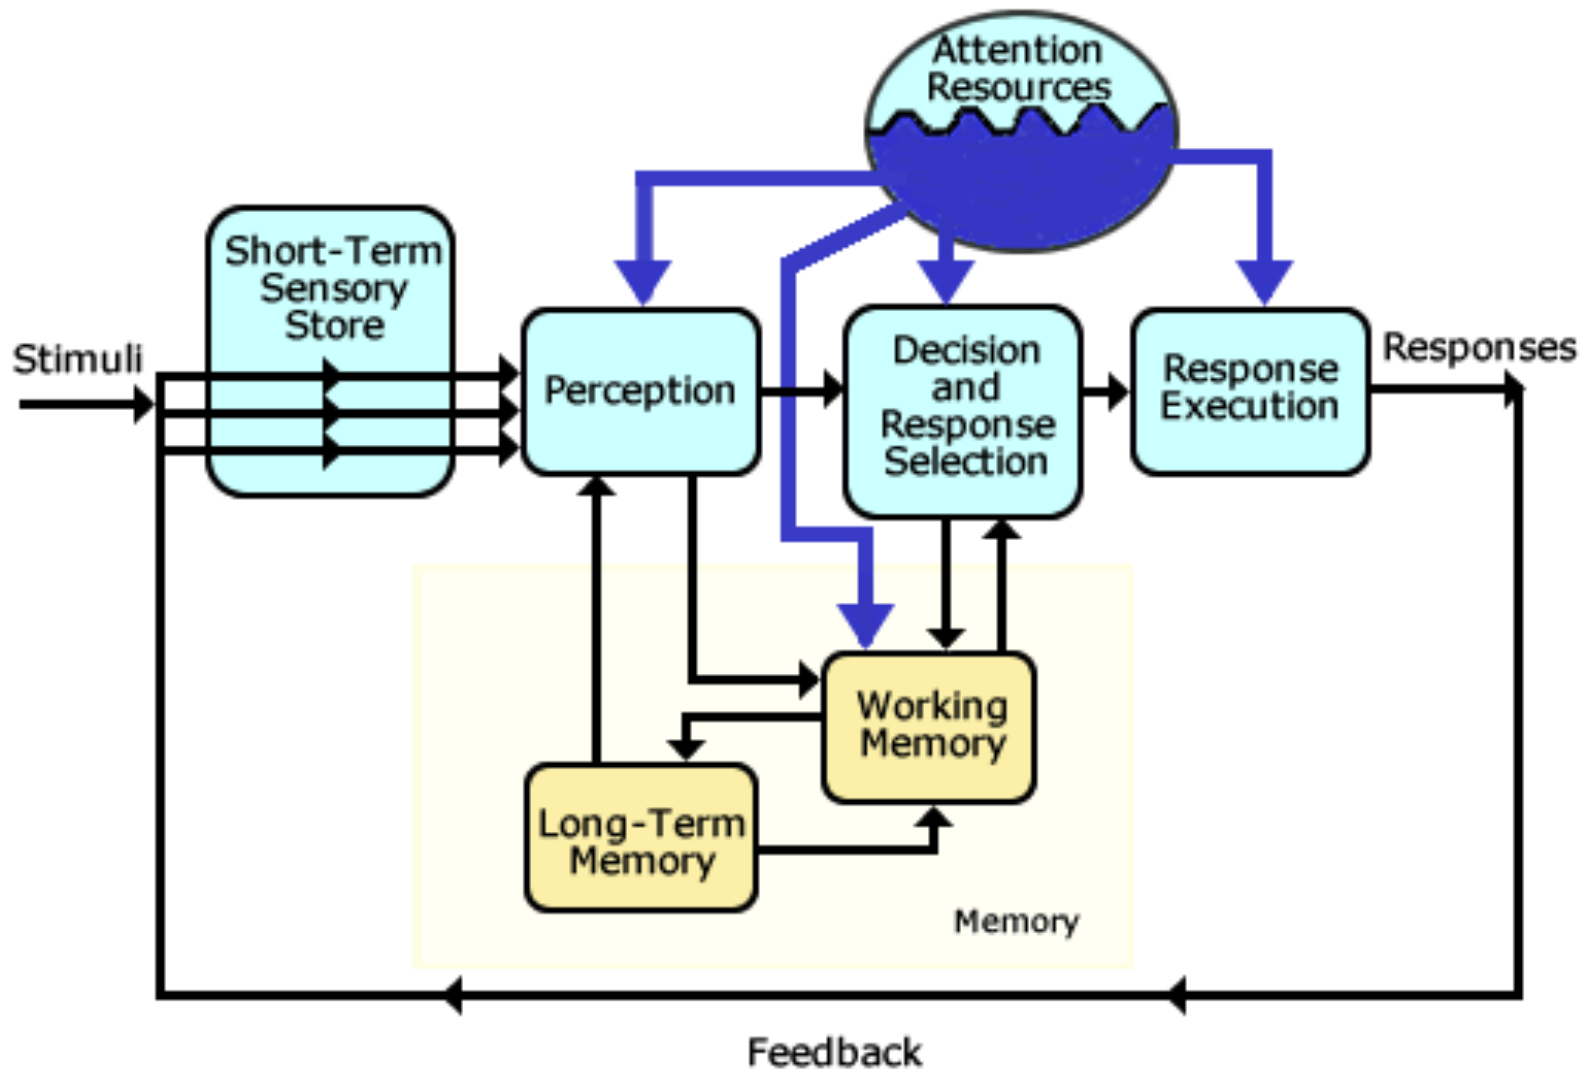 Attention
Resources
Short-Term
Sensory
Store
Stimuli
Perception
Decision
and
Response
Selection
Response
Execution
Responses
Working
Memory
Long-Term
Memory
Memory
Feedback